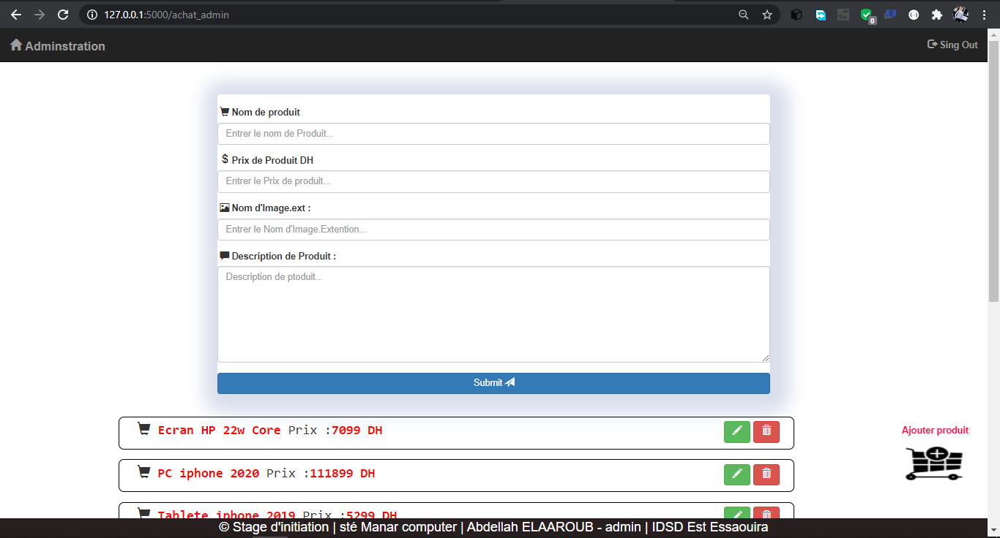 127.0.0.1:5000/achat_admin
0
Adminstration
Sing Out
Nom de produit
Entrer le nom de Produit...
$ Prix de Produit DH
Entrer le Prix de produit...
Nom d'Image.ext :
Entrer le Nom d'Image.Extention...
Description de Produit :
Description de ptoduit...
Submit
Ecran HP 22w Core Prix :7099 DH
Ajouter produit
PC iphone 2020 Prix :111899 DH
Tablete iphone 2019 Prix :5299 DH
© Stage d'initiation | sté Manar computer | Abdellah ELAAROUB - admin | IDSD Est Essaouira